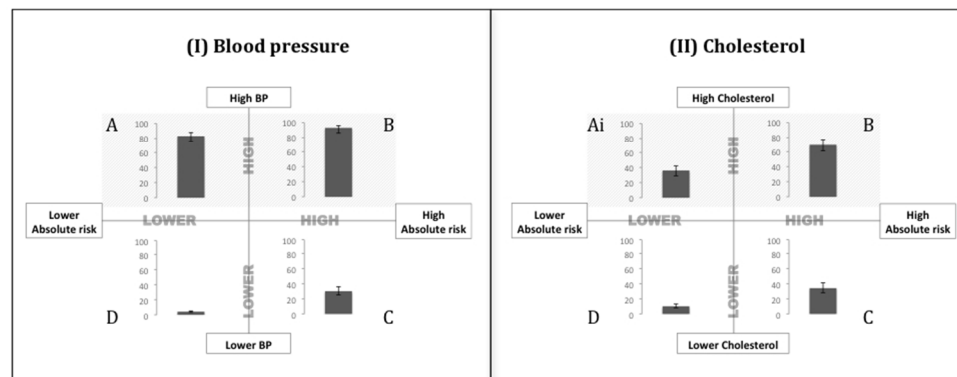 (I) Blood pressure
High BP
A
100
80
60
40
20
0
HIGH
100
80
60
40
20
0
B
Lower
Absolute risk
LOWER
HIGH
High
Absolute risk
D
100
80
60
40
20
0
LOWER
100
80
60
40
20
0
C
Lower BP
(II) Cholesterol
High Cholesterol
Ai
100
80
60
40
20
0
HIGH
100
80
60
40
20
0
B
Lower
Absolute risk
LOWER
HIGH
High
Absolute risk
D
100
80
60
40
20
0
LOWER
100
80
60
40
20
0
C
Lower Cholesterol